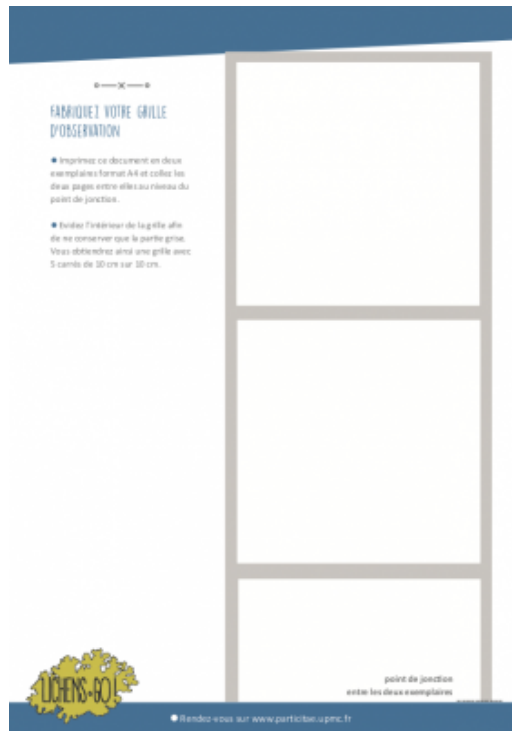 FABRIQUEZ VOTRE GRILLE
D'OBSERVATION
● Imprimez ce document en deux
exemplaires format A4 et collez les
deux pages entre elles au niveau du
point de jonction.
● Evidez l'intérieur de la grille afin
de ne conserver que la partie grise.
Vous obtiendrez ainsi une grille avec
5 carrés de 10 cm sur 10 cm.
point de jonction
entre les deux exemplaires
LICHENS GO!
● Rendez-vous sur www.particitae.upmc.fr